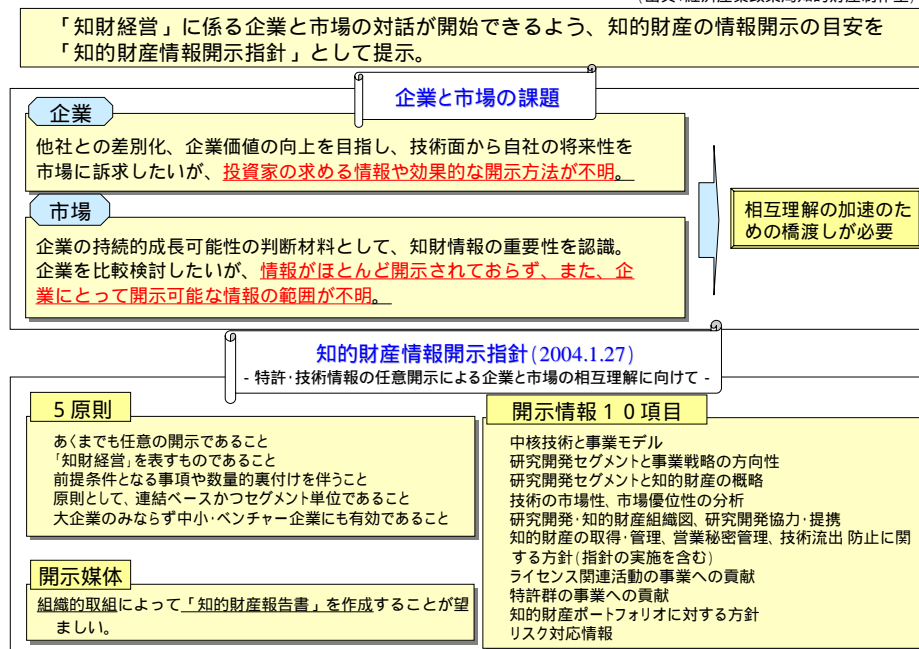 (出典:経済産業政策局知的財産制作室)
「知財経営」に係る企業と市場の対話が開始できるよう、知的財産の情報開示の目安を
「知的財産情報開示指針」として提示。
企業と市場の課題
企業
他社との差別化、企業価値の向上を目指し、技術面から自社の将来性を
市場に訴求したいが、投資家の求める情報や効果的な開示方法が不明。
市場
企業の持続的成長可能性の判断材料として、知財情報の重要性を認識。
企業を比較検討したいが、情報がほとんど開示されておらず、また、企
業にとって開示可能な情報の範囲が不明。
相互理解の加速のた
めの橋渡しが必要
知的財産情報開示指針(2004.1.27)
- 特許・技術情報の任意開示による企業と市場の相互理解に向けて -
5原則
あくまでも任意の開示であること
「知財経営」を表すものであること
前提条件となる事項や数量的裏付けを伴うこと
原則として、連結ベースかつセグメント単位であること
大企業のみならず中小・ベンチャー企業にも有効であること
開示媒体
組織的取組によって「知的財産報告書」を作成することが望
ましい。
開示情報10項目
中核技術と事業モデル
研究開発セグメントと事業戦略の方向性
研究開発セグメントと知的財産の概略
技術の市場性、市場優位性の分析
研究開発・知的財産組織図、研究開発協力・提携
知的財産の取得・管理、営業秘密管理、技術流出 防止に関
する方針(指針の実施を含む)
ライセンス関連活動の事業への貢献
特許群の事業への貢献
知的財産ポートフォリオに対する方針
リスク対応情報